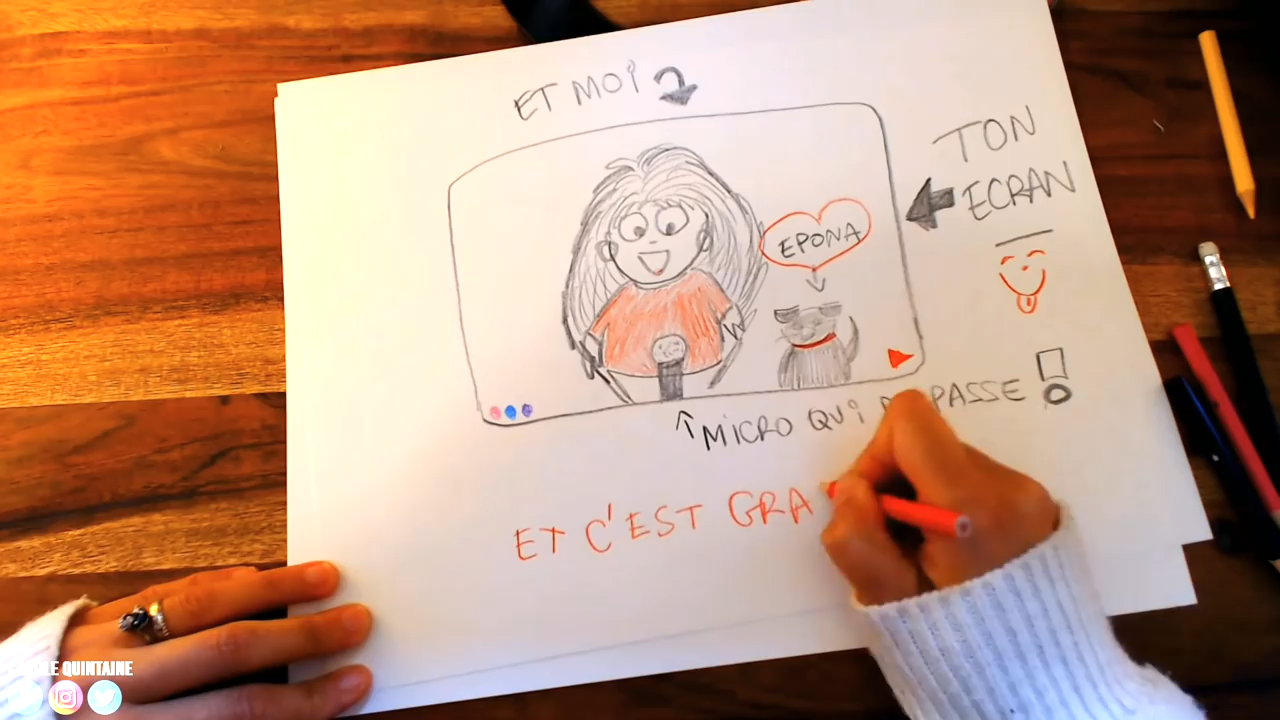 ET MOI
TON
ECRAN
EPONA
MICRO QUI PASSE !
ET C'EST GRA
QUINTAINE